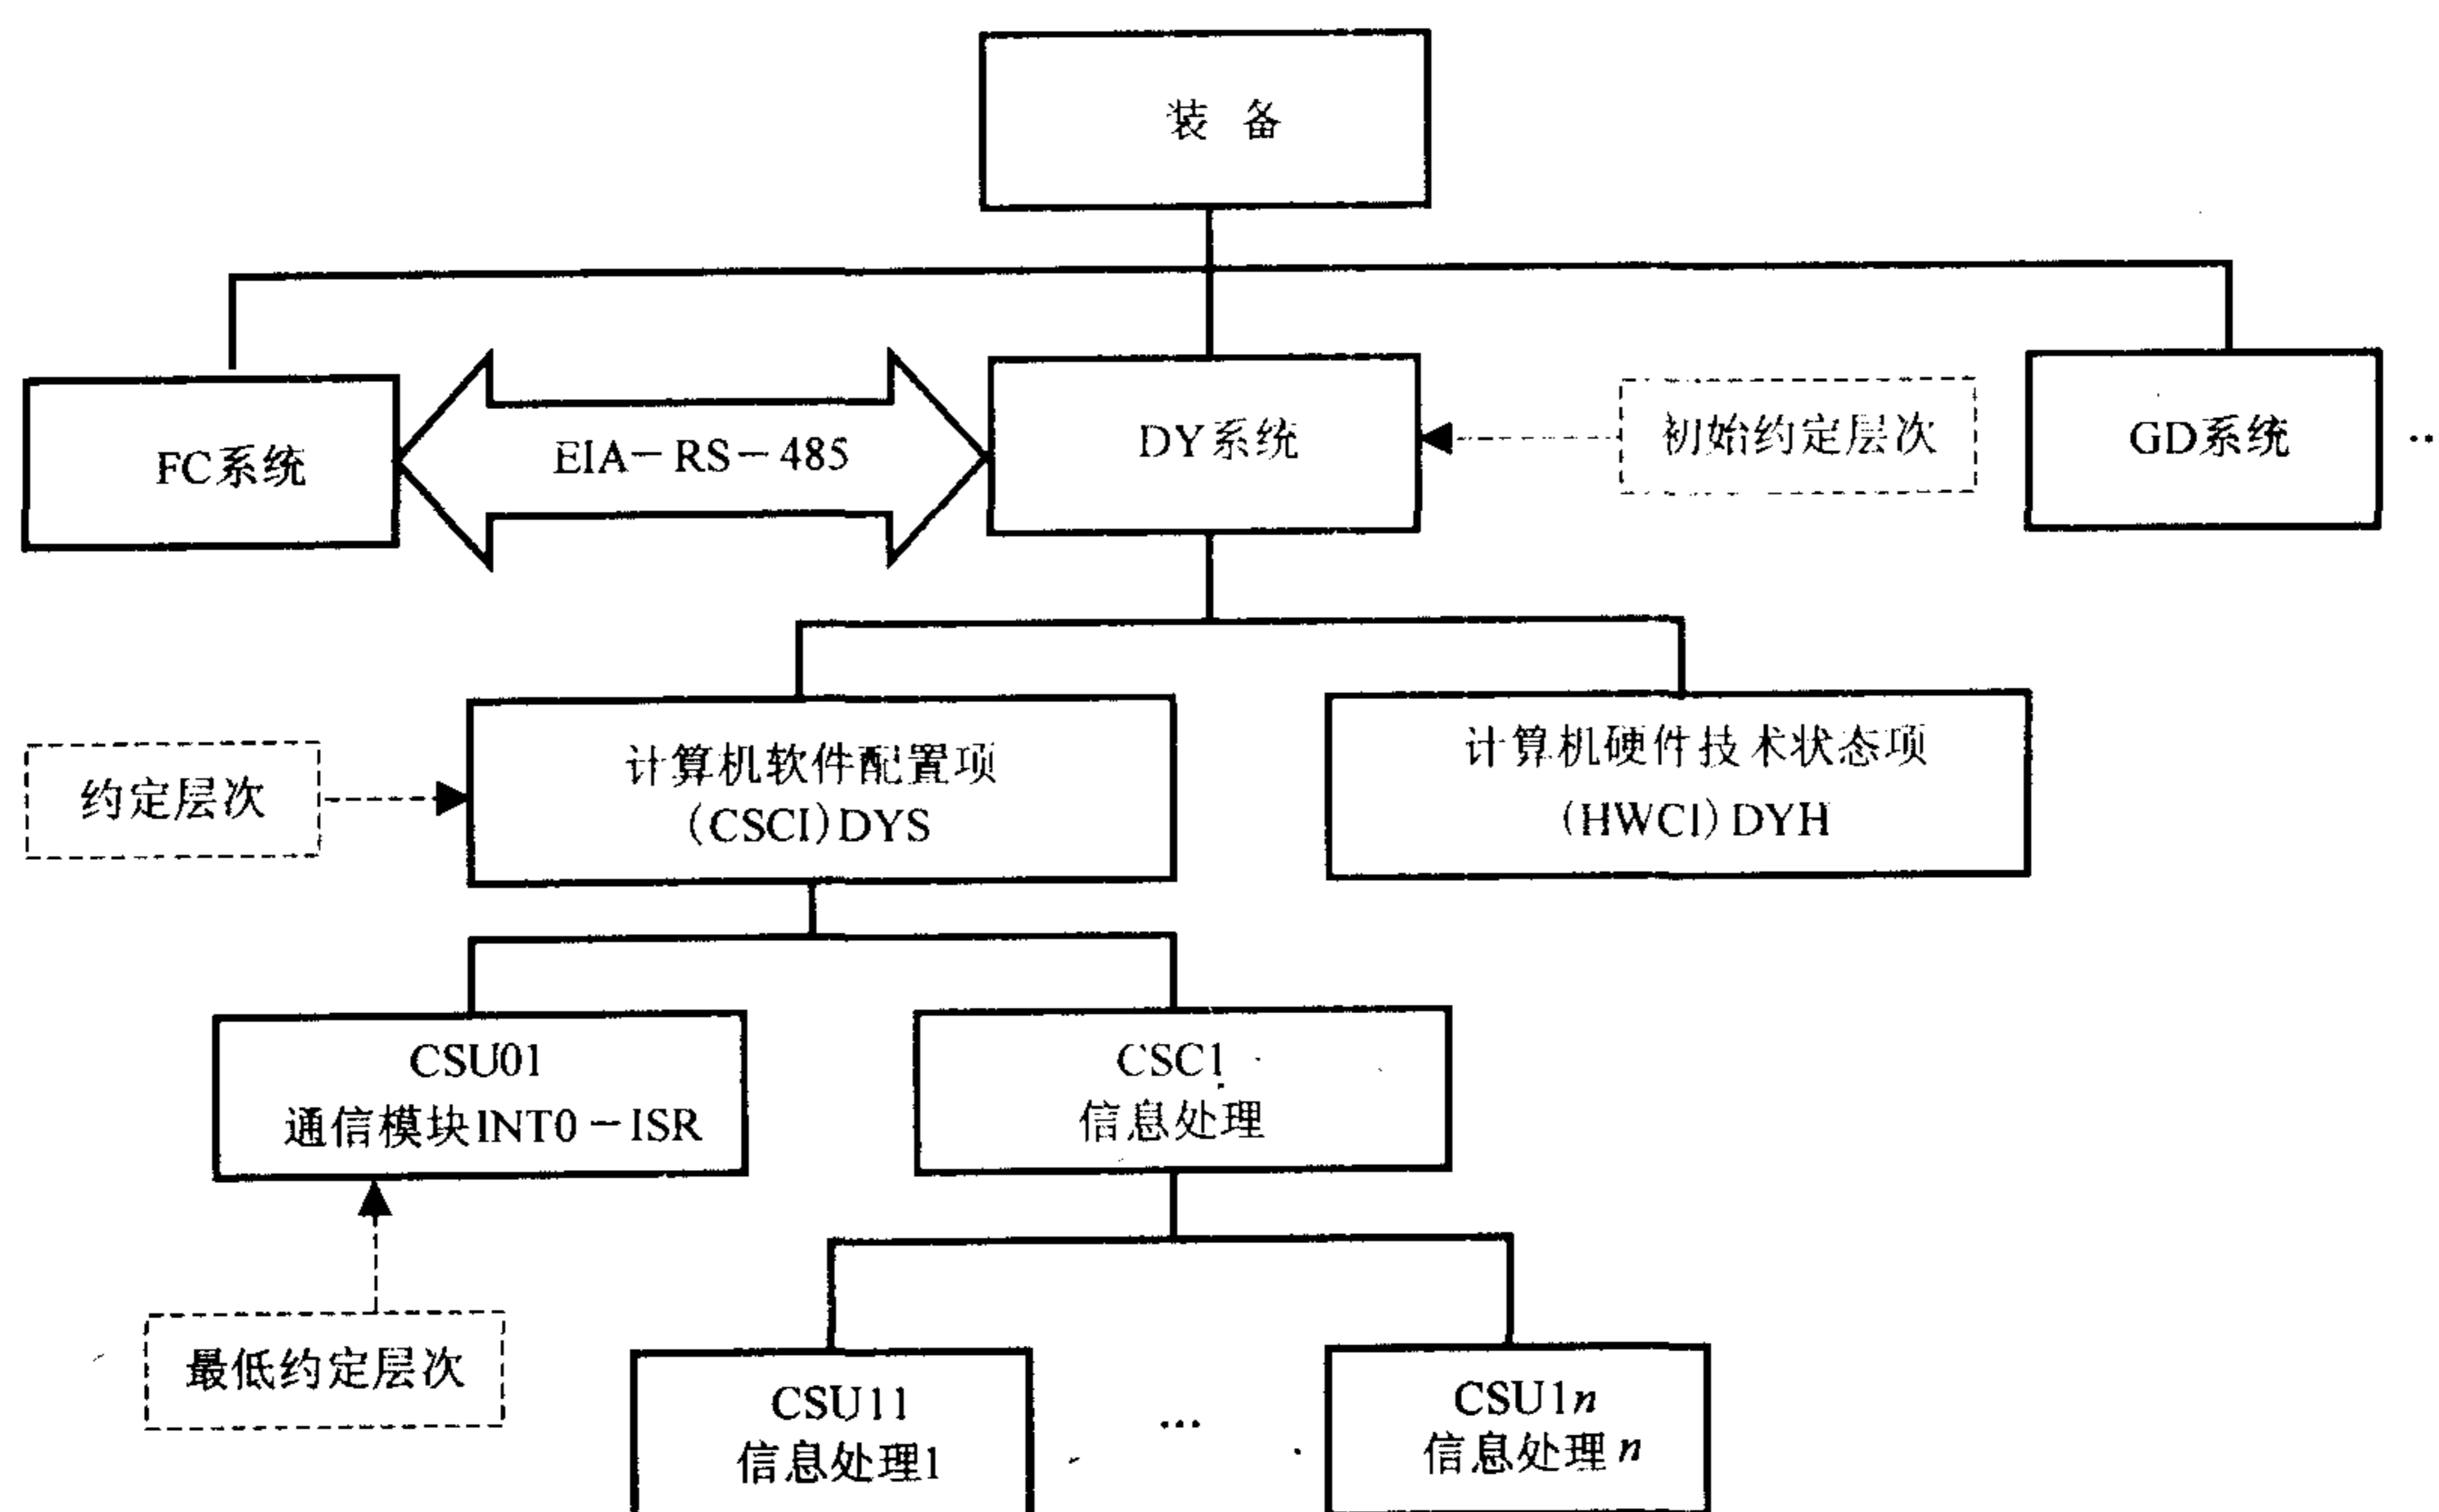 装 备
FC系统
EIA-RS-485
DY系统
初始约定层次
GD系统
..
约定层次
计算机软件配置项
(CSCI)DYS
计算机硬件技术状态项
(HWCI)DYH
CSU01
通信模块INT0-ISR
CSC1
信息处理
最低约定层次
CSU11
信息处理1
...
CSU1n
信息处理n